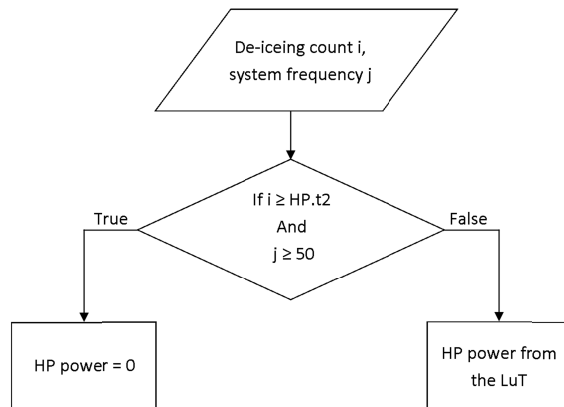 De-iceing count i,
system frequency j
If i ≥ HP.t2
And
j ≥ 50
True
False
HP power = 0
HP power from
the LuT